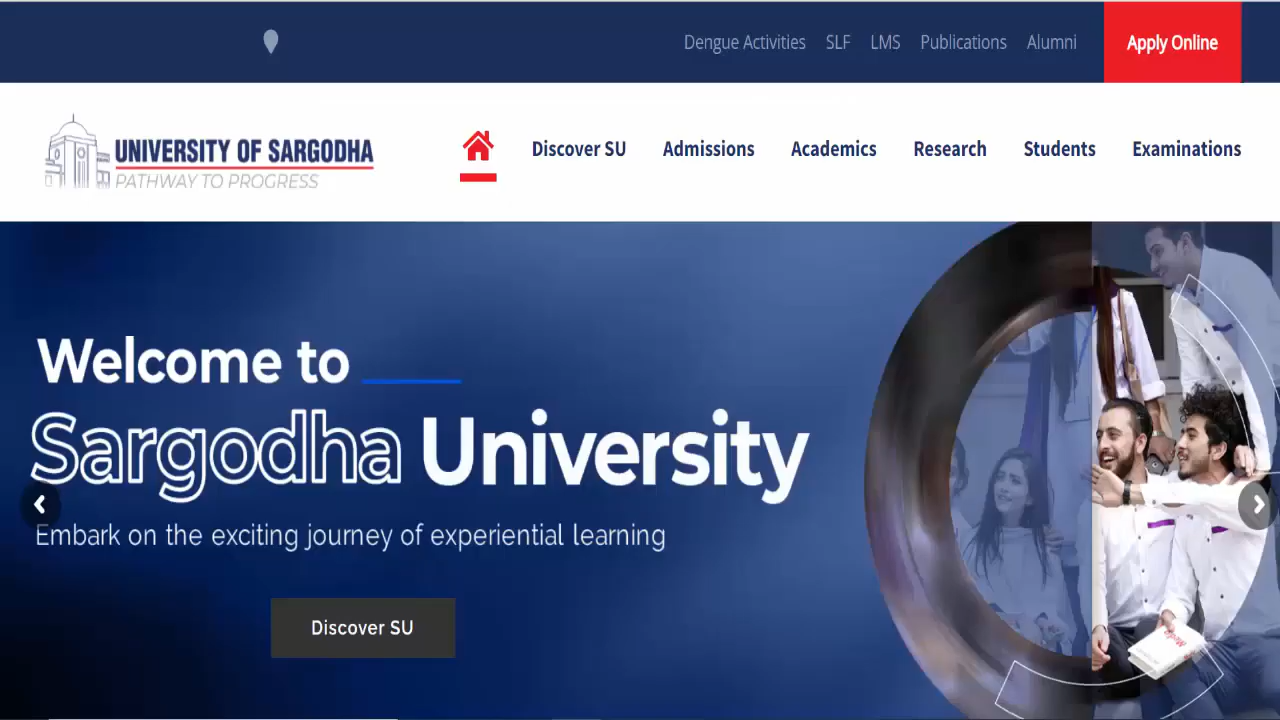 Dengue Activities SLF LMS Publications Alumni Apply Online
UNIVERSITY OF SARGODHA
PATHWAY TO PROGRESS
Discover SU Admissions Academics Research Students Examinations
Welcome to
Sargodha University
Embark on the exciting journey of experiential learning
Discover SU